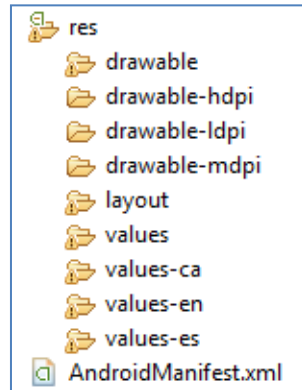 res
drawable
drawable-hdpi
drawable-ldpi
drawable-mdpi
layout
values
values-ca
values-en
values-es
AndroidManifest.xml